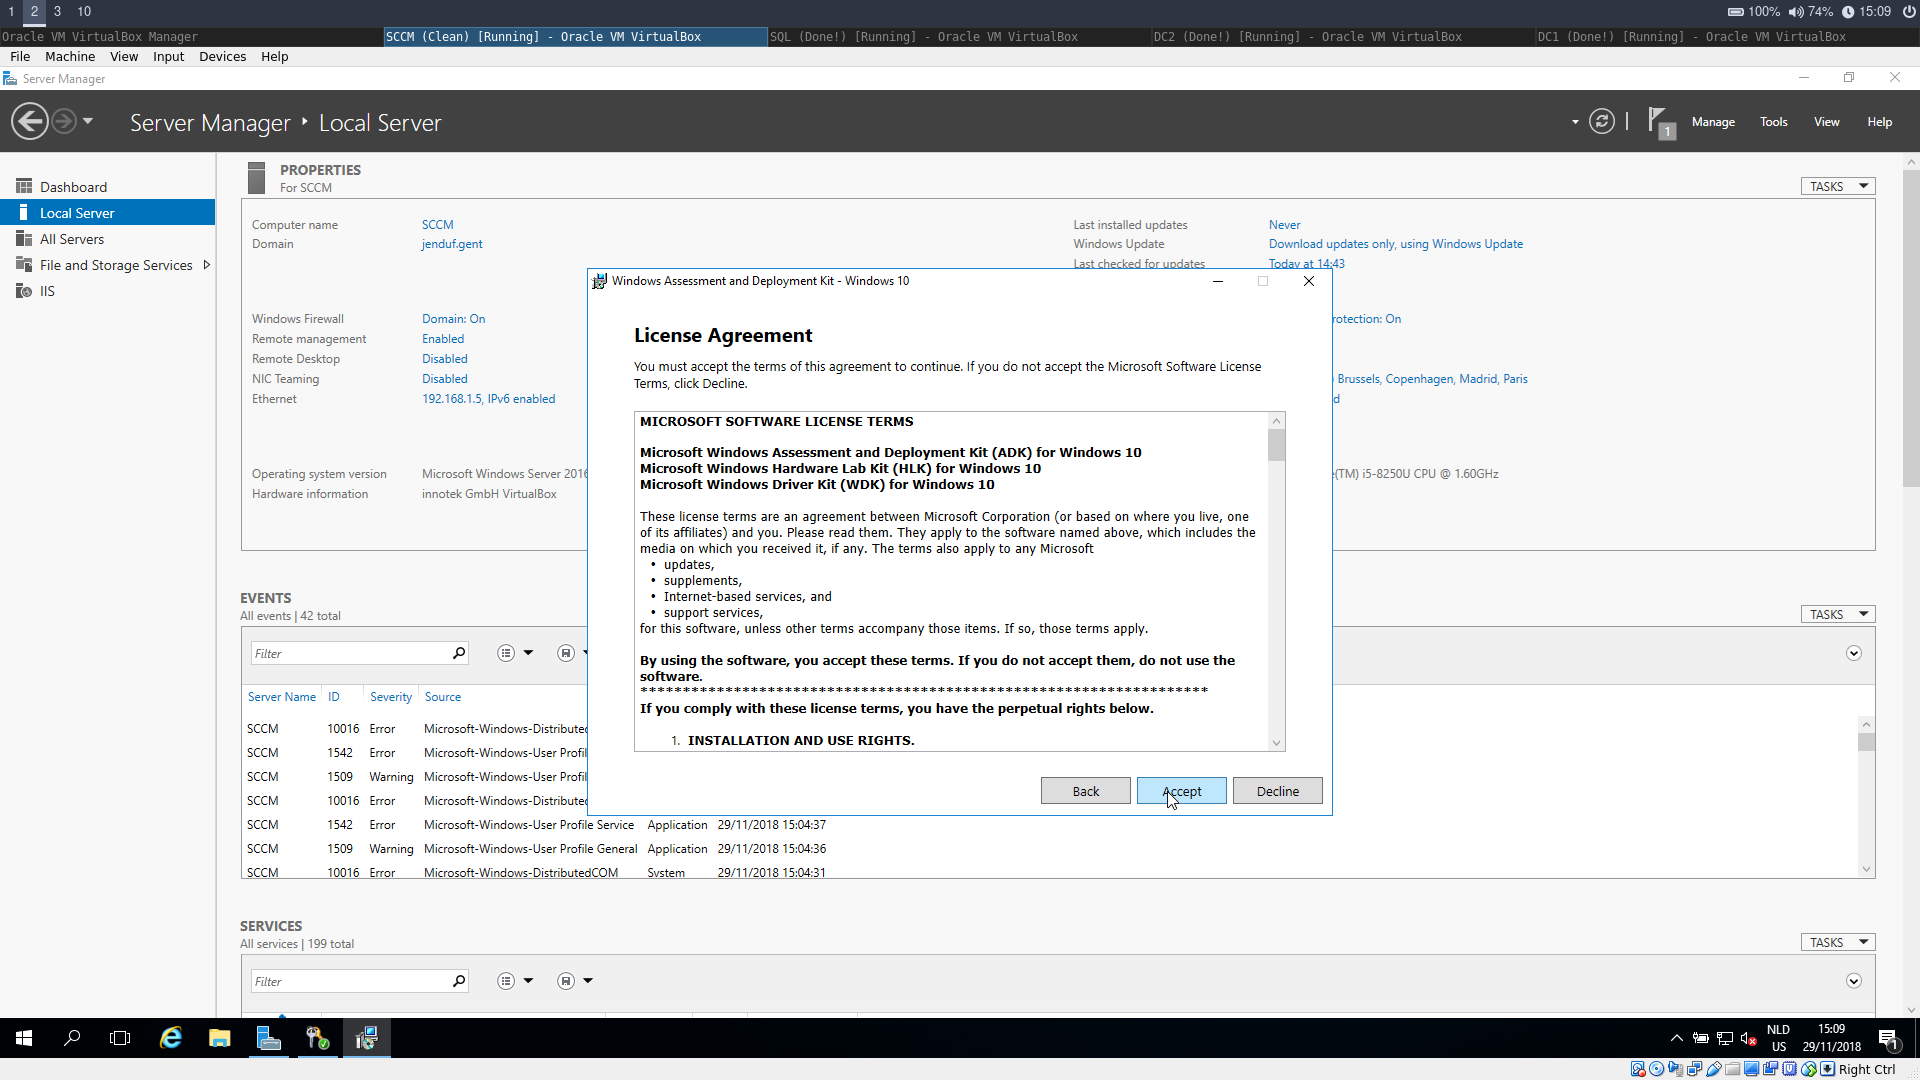 1 2 3 10
100% 74% 15:09
Oracle VM VirtualBox Manager
SCCM (Clean) [Running] - Oracle VM VirtualBox
SQL (Done!) [Running] - Oracle VM VirtualBox
DC2 (Done!) [Running] - Oracle VM VirtualBox
DC1 (Done!) [Running] - Oracle VM VirtualBox
File Machine View Input Devices Help
Server Manager
Server Manager Local Server
1
Manage Tools View Help
Dashboard
Local Server
All Servers
File and Storage Services
IIS
PROPERTIES
For SCCM
TASKS
Computer name SCCM
Domain jenduf.gent
Last installed updates Never
Windows Update Download updates only, using Windows Update
Last checked for updates Today at 14:43
Windows Firewall Domain: On
Remote management Enabled
Remote Desktop Disabled
NIC Teaming Disabled
Ethernet 192.168.1.5, IPv6 enabled
rotection: On
Brussels, Copenhagen, Madrid, Paris
d
Operating system version Microsoft Windows Server 2016
Hardware information innotek GmbH VirtualBox
(TM) i5-8250U CPU @ 1.60GHz
Windows Assessment and Deployment Kit - Windows 10
License Agreement
You must accept the terms of this agreement to continue. If you do not accept the Microsoft Software License
Terms, click Decline.
MICROSOFT SOFTWARE LICENSE TERMS
Microsoft Windows Assessment and Deployment Kit (ADK) for Windows 10
Microsoft Windows Hardware Lab Kit (HLK) for Windows 10
Microsoft Windows Driver Kit (WDK) for Windows 10
These license terms are an agreement between Microsoft Corporation (or based on where you live, one
of its affiliates) and you. Please read them. They apply to the software named above, which includes the
media on which you received it, if any. The terms also apply to any Microsoft
• updates,
• supplements,
• Internet-based services, and
• support services,
for this software, unless other terms accompany those items. If so, those terms apply.
By using the software, you accept these terms. If you do not accept them, do not use the
software.
********************************************************************
If you comply with these license terms, you have the perpetual rights below.
1. INSTALLATION AND USE RIGHTS.
Back Accept Decline
EVENTS
All events | 42 total
TASKS
Filter
Server Name ID Severity Source
SCCM 10016 Error Microsoft-Windows-Distributed
SCCM 1542 Error Microsoft-Windows-User Profil
SCCM 1509 Warning Microsoft-Windows-User Profil
SCCM 10016 Error Microsoft-Windows-Distributed
SCCM 1542 Error Microsoft-Windows-User Profile Service Application 29/11/2018 15:04:37
SCCM 1509 Warning Microsoft-Windows-User Profile General Application 29/11/2018 15:04:36
SCCM 10016 Error Microsoft-Windows-DistributedCOM System 29/11/2018 15:04:31
SERVICES
All services | 199 total
TASKS
Filter
NLD
US
15:09
29/11/2018
1
Right Ctrl